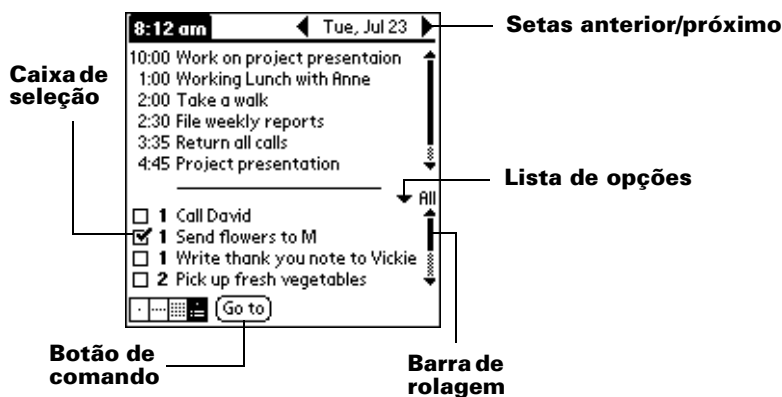 8:12 am Tue, Jul 23
Setas anterior/próximo
10:00 Work on project presentaion
1:00 Working Lunch with Anne
2:00 Take a walk
2:30 File weekly reports
3:35 Return all calls
4:45 Project presentation
Caixa de
seleção
Lista de opções
All
1 Call David
1 Send flowers to M
1 Write thank you note to Vickie
2 Pick up fresh vegetables
Go to
Botão de
comando
Barra de
rolagem